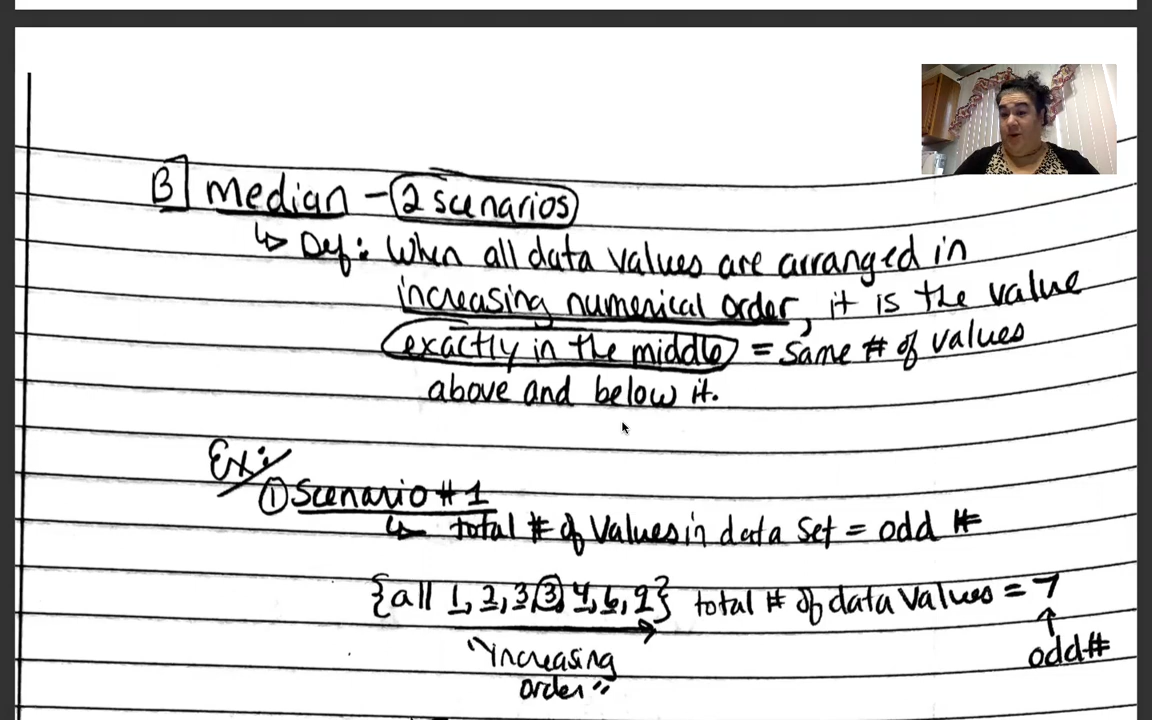 B] Median - 2 scenarios
↳ Def: When all data values are arranged in
increasing numerical order, it is the value
exactly in the middle = same # of values
above and below it.
Ex:
① Scenario #1
↳ total # of values in data set = odd #
{all 1, 2, 3, 3, 4, 6, 9} total # of data values = 7
↑
"increasing
odd #
order"